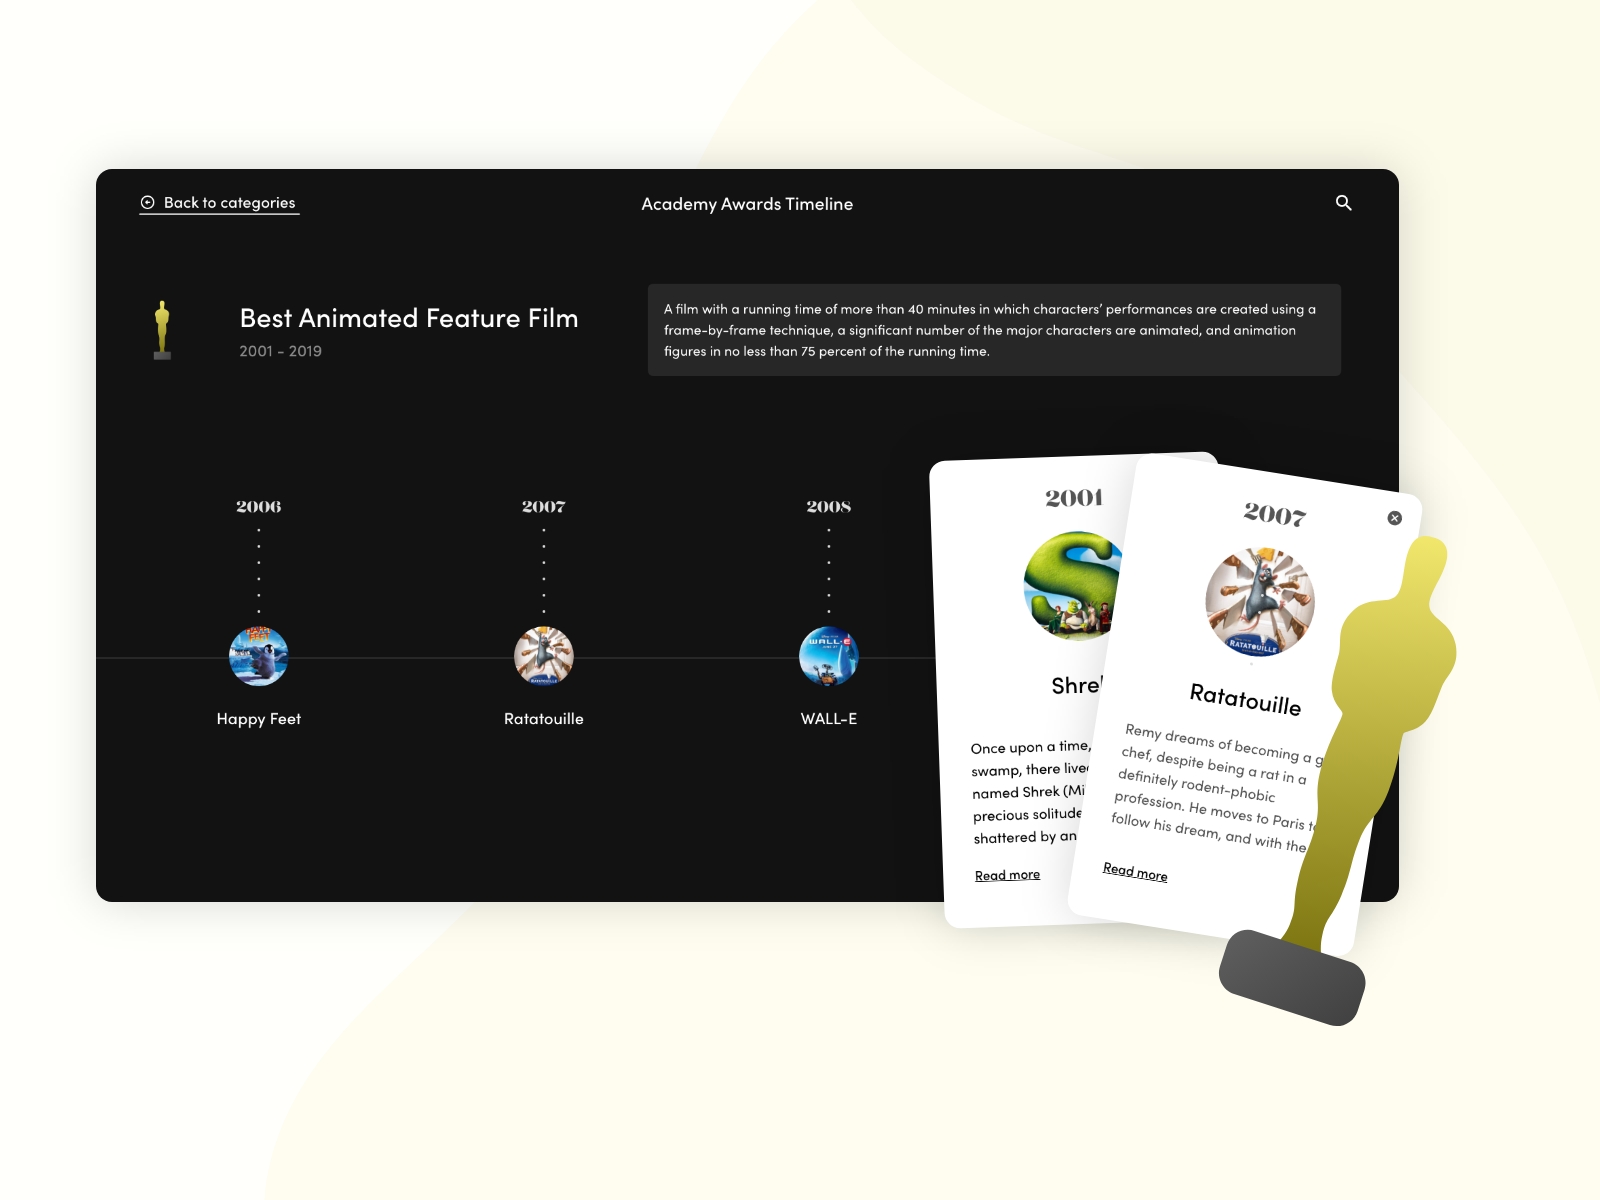 Back to categories
Academy Awards Timeline
Best Animated Feature Film
2001 - 2019
A film with a running time of more than 40 minutes in which characters’ performances are created using a
frame-by-frame technique, a significant number of the major characters are animated, and animation
figures in no less than 75 percent of the running time.
2006
HAPPY
FEET
Happy Feet
2007
RATATOUILLE
Ratatouille
2008
WALL-E
WALL-E
2001
Shre
Once upon a time,
swamp, there live
named Shrek (Mi
precious solitude
shattered by an
Read more
2007
RATATOUILLE
Ratatouille
Remy dreams of becoming a g
chef, despite being a rat in a
definitely rodent-phobic
profession. He moves to Paris t
follow his dream, and with the
Read more